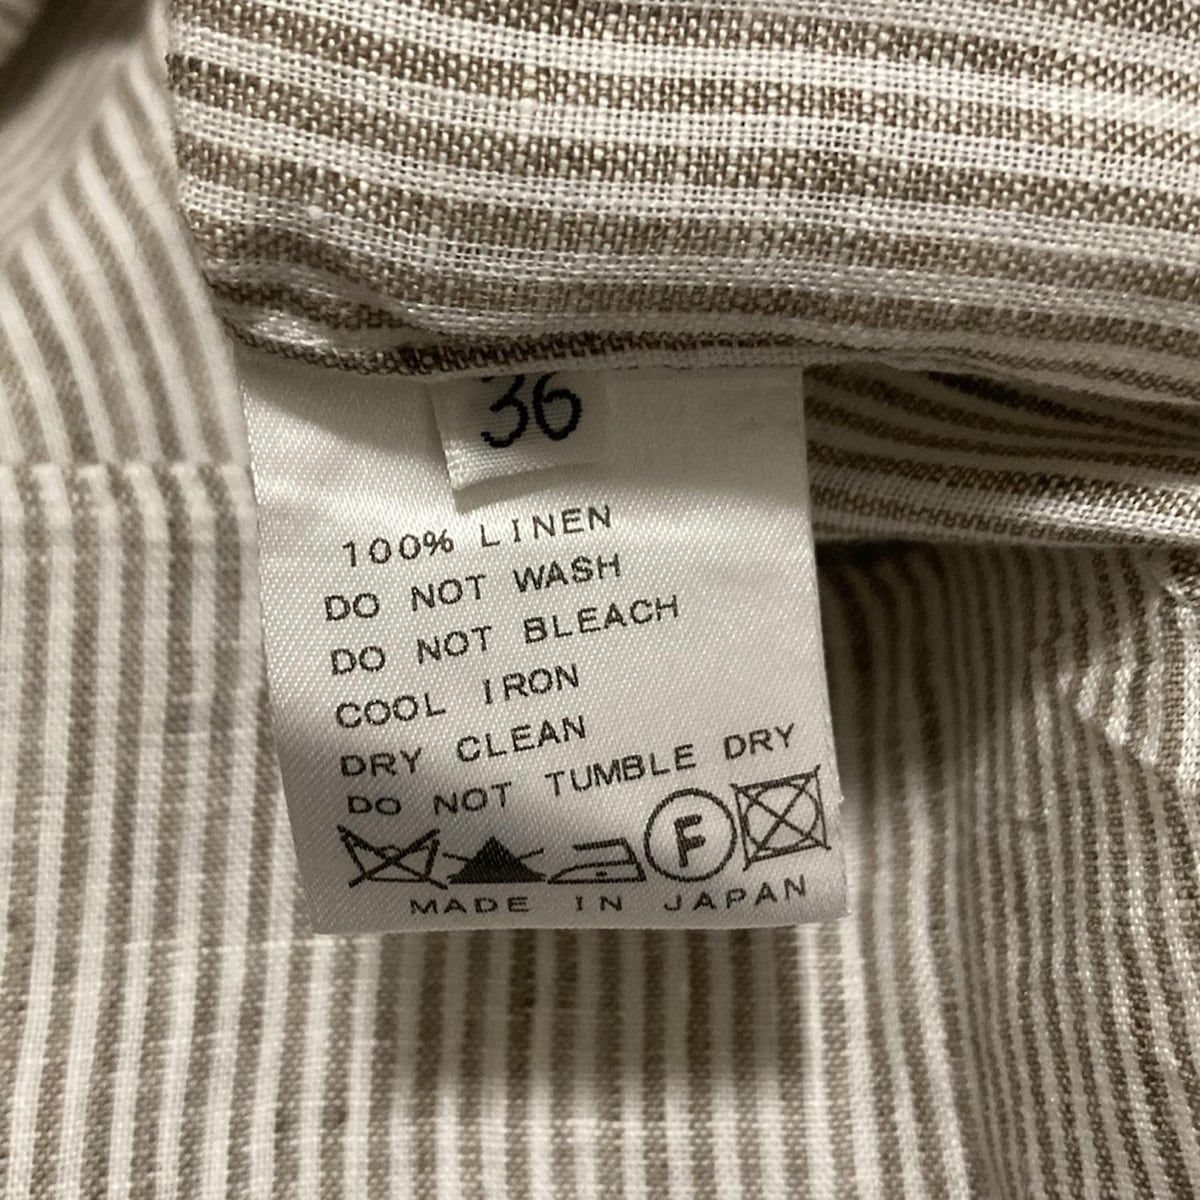 36
100% LINEN
DO NOT WASH
DO NOT BLEACH
COOL IRON
DRY CLEAN
DO NOT TUMBLE DRY
F
MADE IN JAPAN